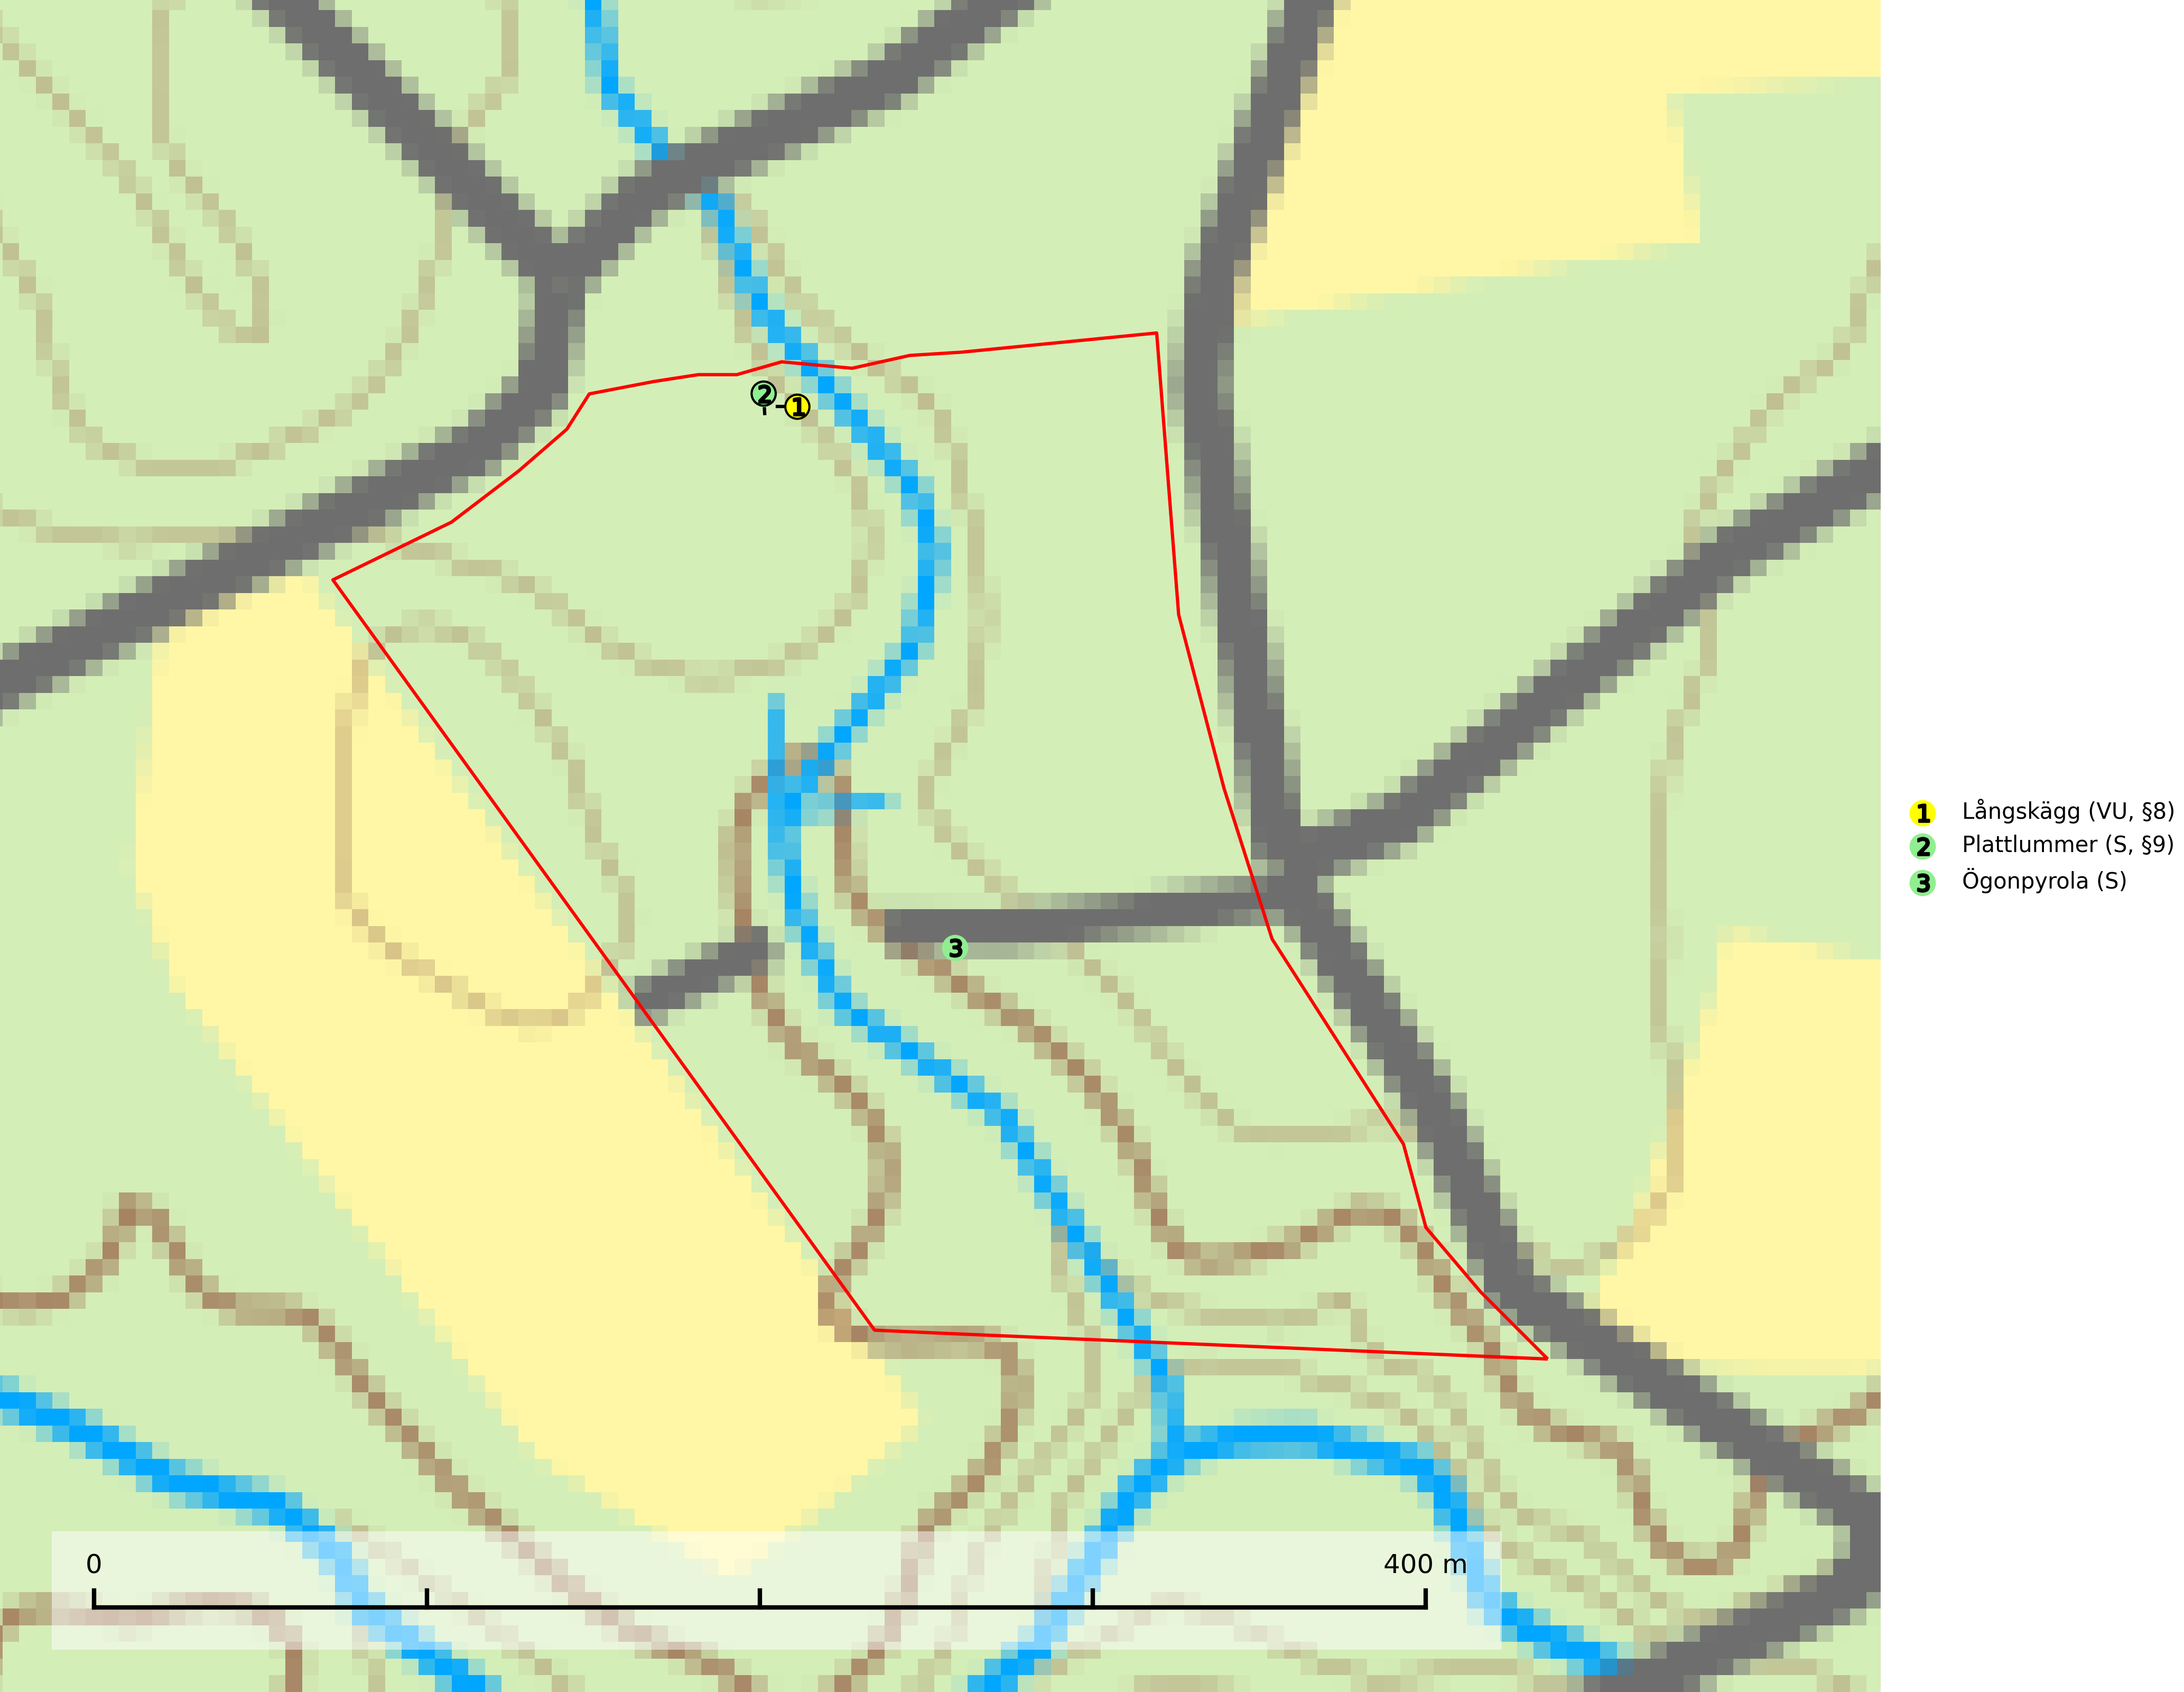 2
1
3
1 Långskägg (VU, §8)
2 Plattlummer (S, §9)
3 Ögonpyrola (S)
0 400 m